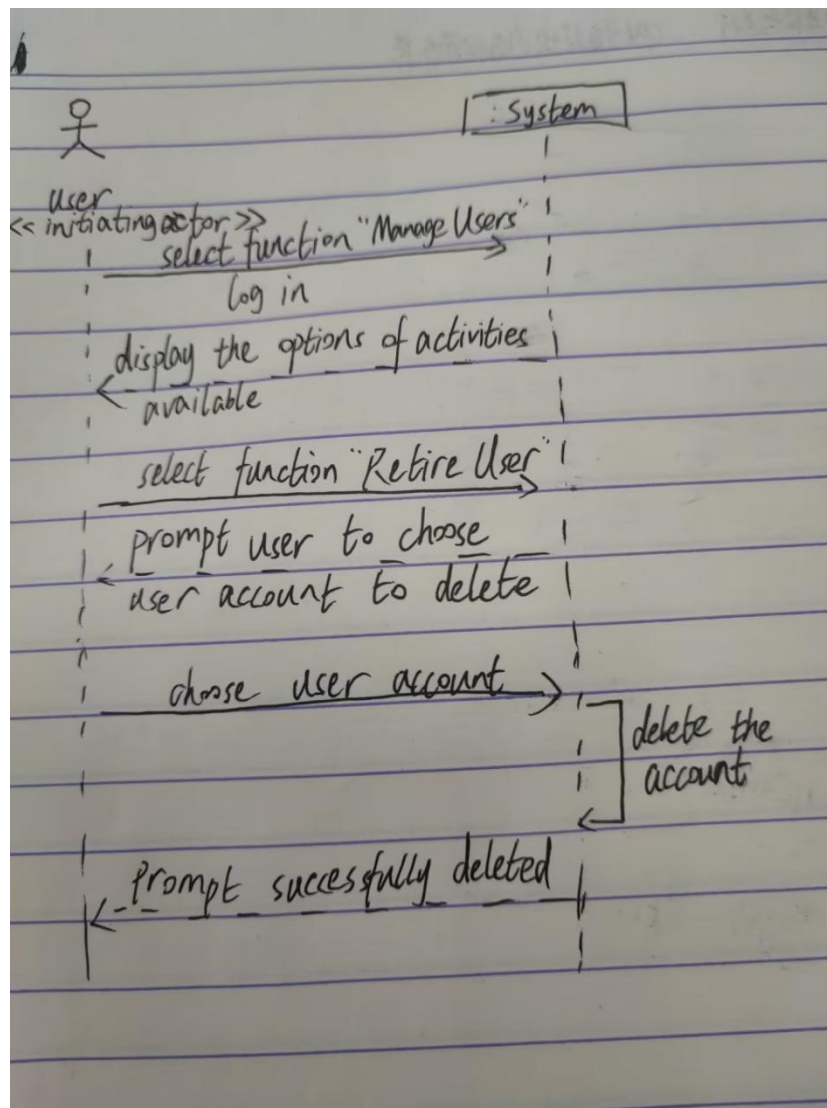 : System
user
<< initiating actor >>
select function "Manage Users"
log in
display the options of activities
available
select function "Retire User"
prompt user to choose
user account to delete
choose user account
delete the
account
Prompt successfully deleted